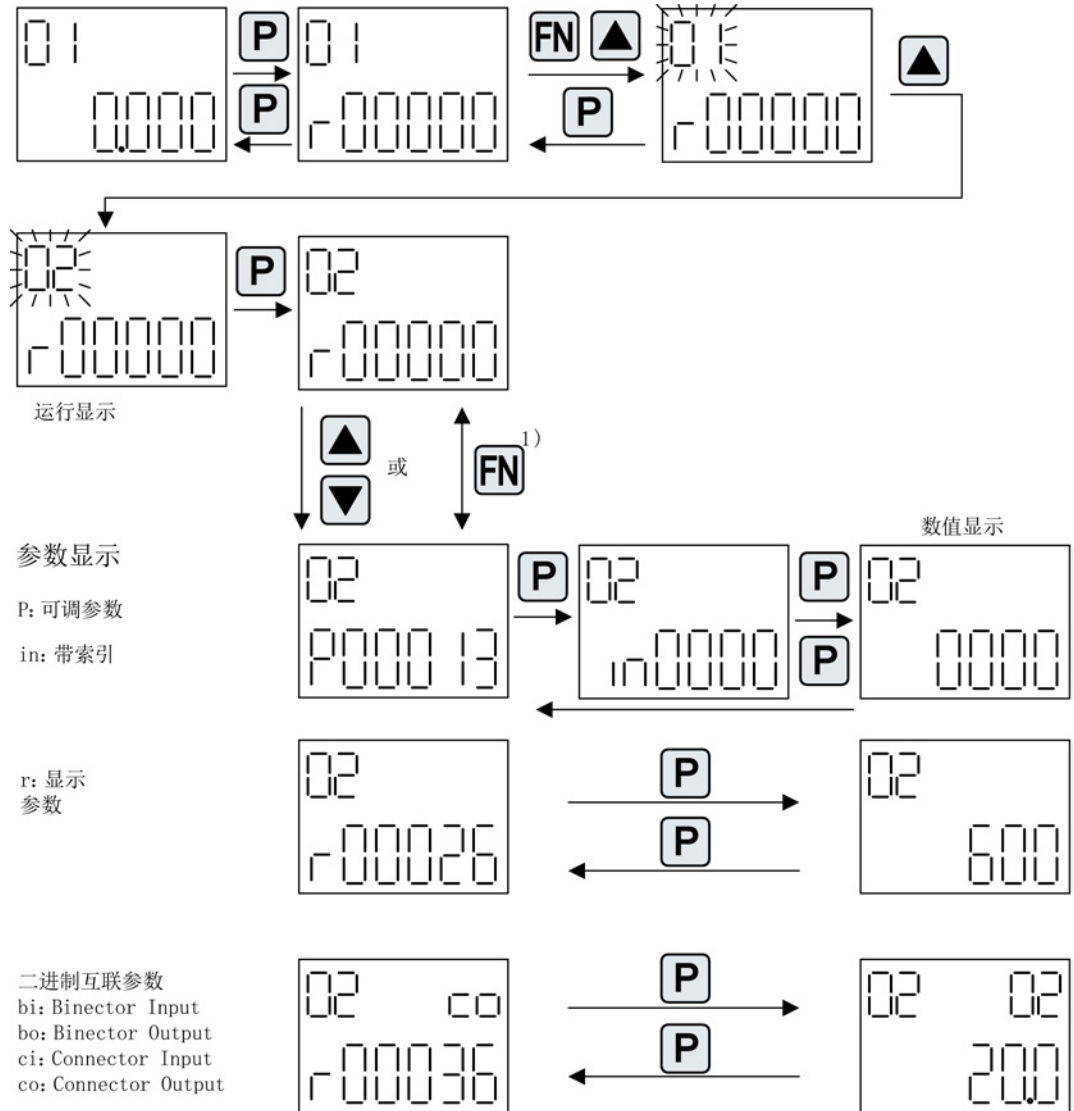 01 P 01 FN 01
0.000 P r00000 P r00000
02 P 02
r00000 r00000
运行显示
或 FN 1)
数值显示
参数显示
02 P 02 P 02
P: 可调参数
in: 带索引
P00013 in0000 P 0000
r: 显示
参数
02 P 02
r00026 P 600
二进制互联参数
bi: Binector Input
bo: Binector Output
ci: Connector Input
co: Connector Output
02 co P 02 02
r00036 P 20.0